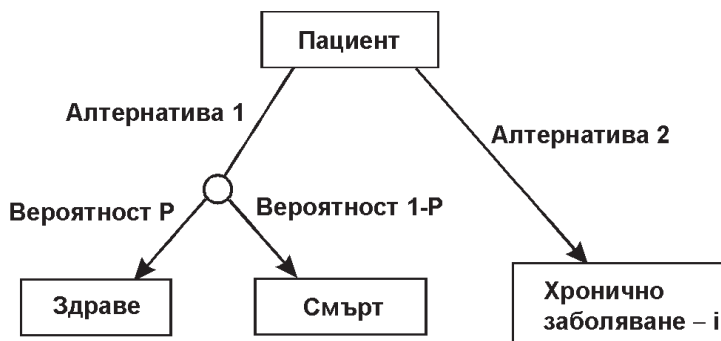 Пациент
Алтернатива 1
Алтернатива 2
Вероятност P
Вероятност 1-P
Здраве
Смърт
Хронично
заболяване – i